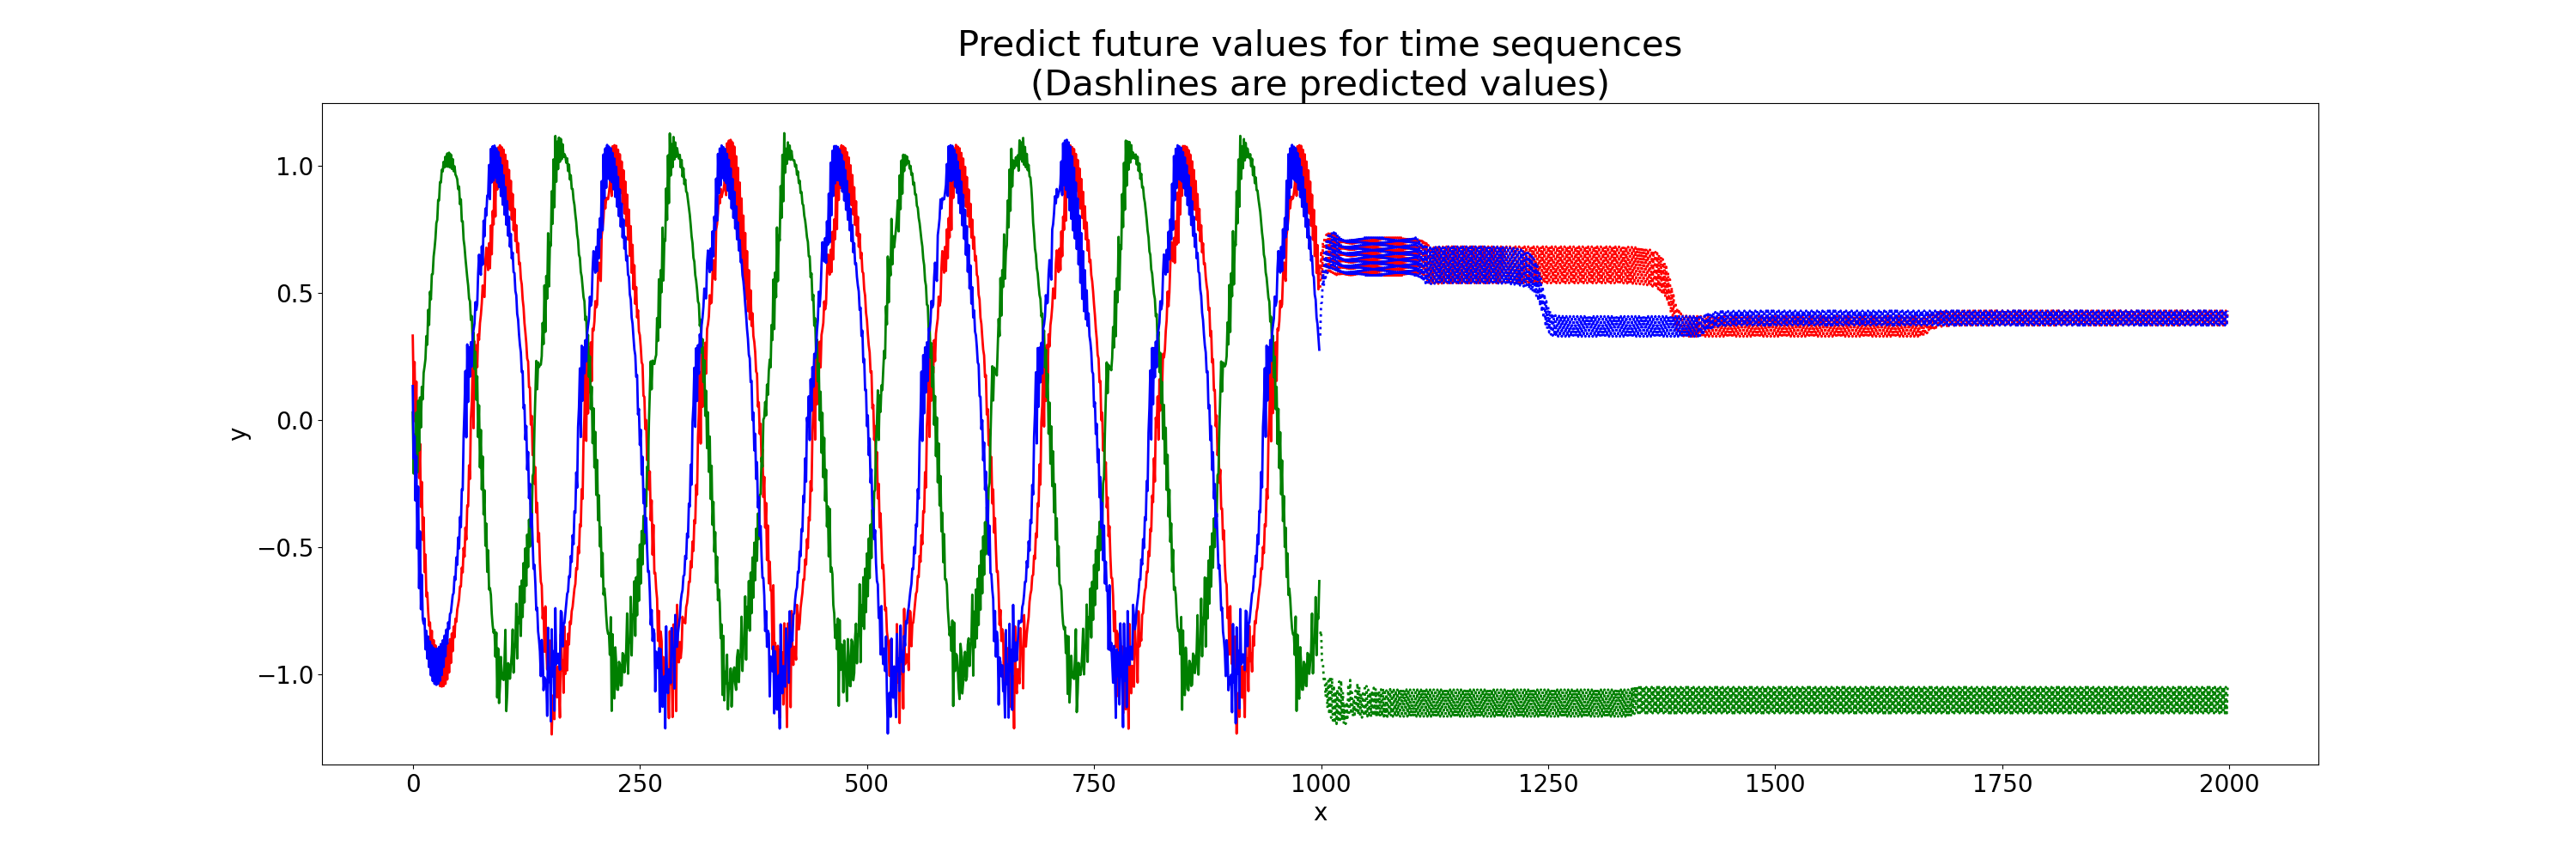 Predict future values for time sequences
(Dashlines are predicted values)
1.0
0.5
0.0
−0.5
−1.0
y
0 250 500 750 1000 1250 1500 1750 2000
x